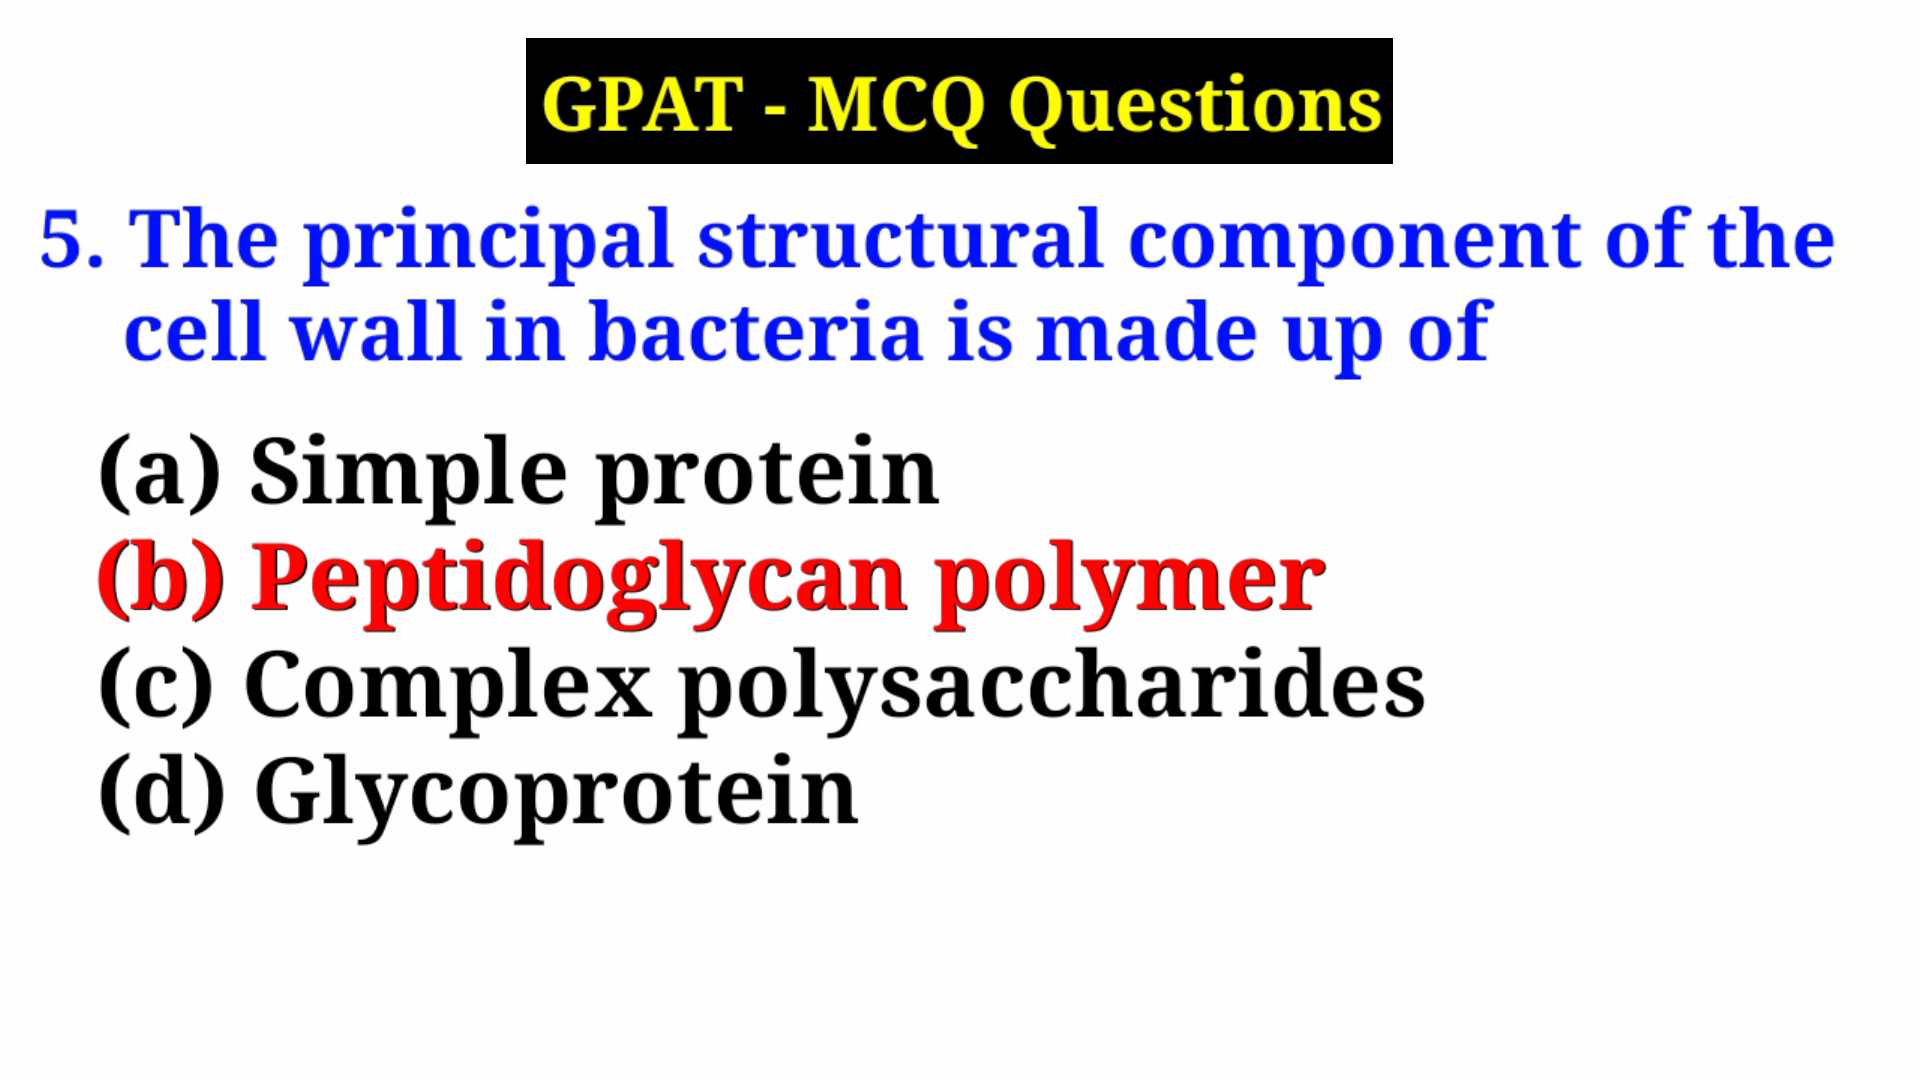 GPAT - MCQ Questions
5. The principal structural component of the
cell wall in bacteria is made up of
(a) Simple protein
(b) Peptidoglycan polymer
(c) Complex polysaccharides
(d) Glycoprotein